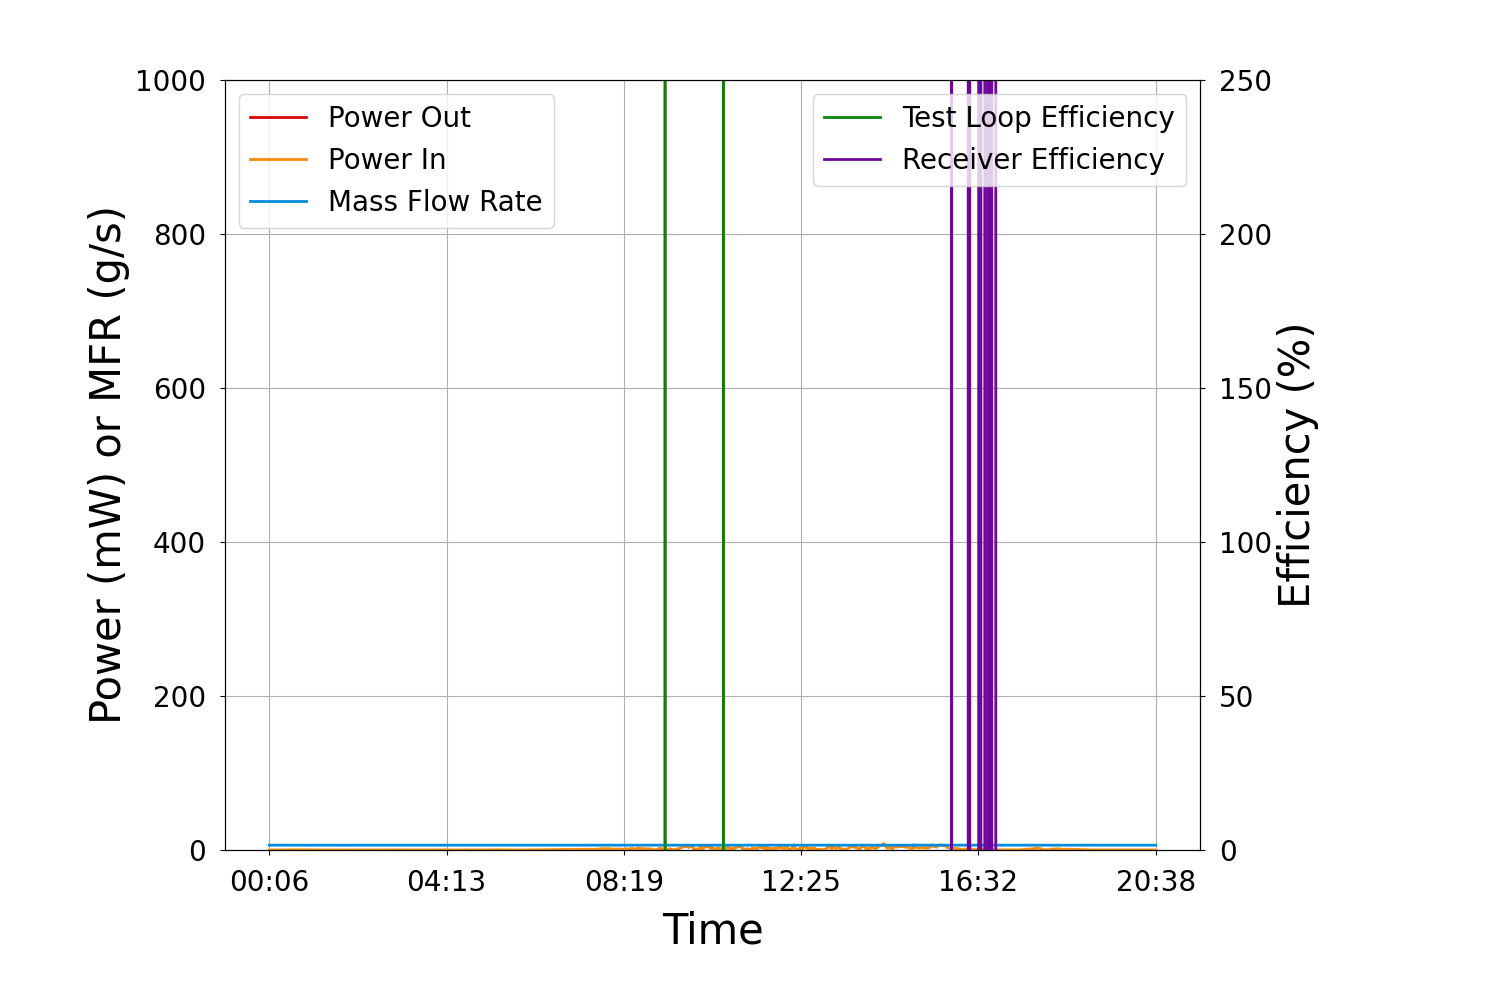 Power (mW) or MFR (g/s)
1000
800
600
400
200
0
Power Out
Power In
Mass Flow Rate
Test Loop Efficiency
Receiver Efficiency
250
200
150
100
50
0
Efficiency (%)
00:06 04:13 08:19 12:25 16:32 20:38
Time